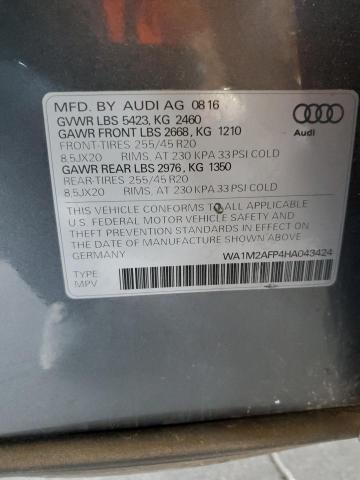 MFD. BY AUDI AG 08 16
GVWR LBS 5423, KG 2460
GAWR FRONT LBS 2668, KG 1210
FRONT-TIRES 255/45 R20
8.5JX20 RIMS, AT 230 KPA 33 PSI COLD
GAWR REAR LBS 2976, KG 1350
REAR-TIRES 255/45 R20
8.5JX20 RIMS, AT 230 KPA 33 PSI COLD
Audi
THIS VEHICLE CONFORMS TO ALL APPLICABLE
U.S. FEDERAL MOTOR VEHICLE SAFETY AND
THEFT PREVENTION STANDARDS IN EFFECT ON
THE DATE OF MANUFACTURE SHOWN ABOVE.
GERMANY WA1M2AFP4HA043424
TYPE:
MPV